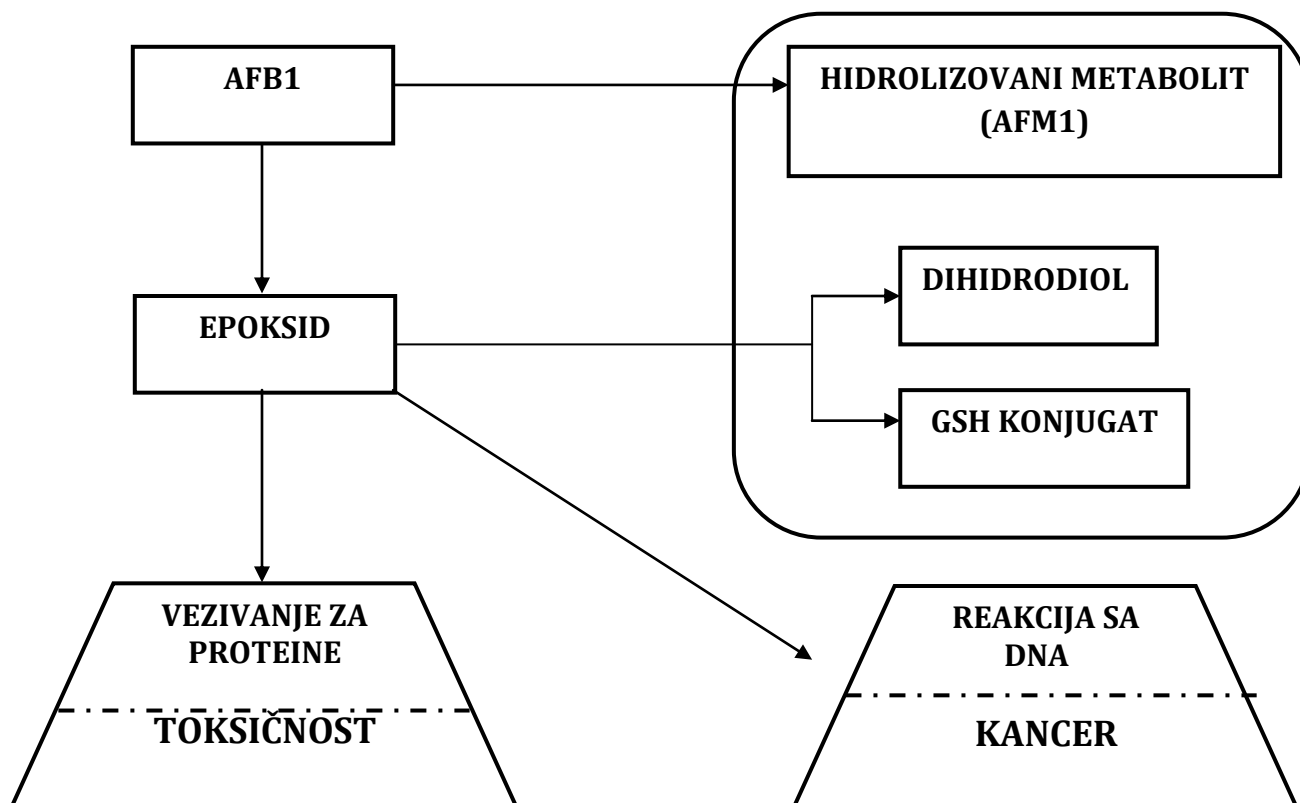 AFB1
HIDROLIZOVANI METABOLIT
(AFM1)
DIHIDRODIOL
EPOKSID
GSH KONJUGAT
VEZIVANJE ZA
PROTEINE
TOKSIČNOST
REAKCIJA SA
DNA
KANCER